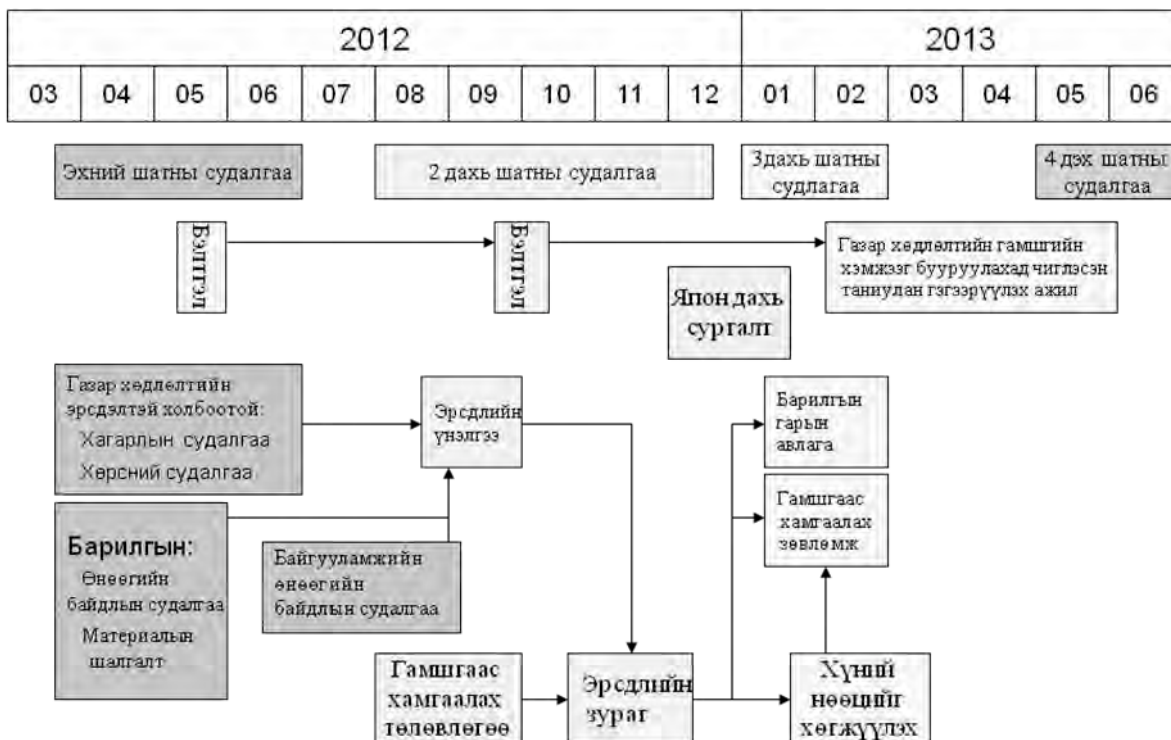 2012 2013
03 04 05 06 07 08 09 10 11 12 01 02 03 04 05 06
Эхний шатны судалгаа
2 дахь шатны судалгаа
3дахь шатны
судлагаа
4 дэх шатны
судалгаа
Бэлтгэл
Бэлтгэл
Газар хөдлөлтийн гамшгийн
хэмжээг бууруулахад чиглэсэн
таниулан гэгээрүүлэх ажил
Япон дахь
сургалт
Газар хөдлөлтийн
эрсдэлтэй холбоотой:
Хагарлын судалгаа
Хөрсний судалгаа
Эрсдлийн
үнэлгээ
Барилгын
гарын
авлага
Гамшгаас
хамгаалах
зөвлөмж
Барилгын:
Өнөөгийн
байдлын судалгаа
Материалын
шалгалт
Байгууламжийн
өнөөгийн
байдлын судалгаа
Гамшгаас
хамгаалах
төлөвлөгөө
Эрсдлийн
зураг
Хүний
нөөцийг
хөгжүүлэх